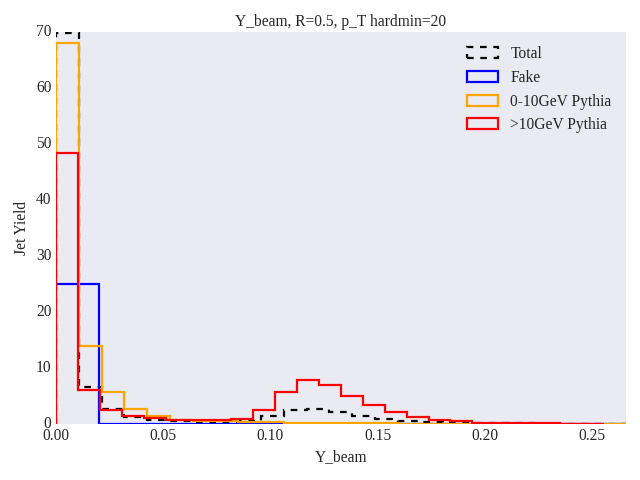 Y_beam, R=0.5, p_T hardmin=20
70
60
50
40
30
20
10
0
Jet Yield
Total
Fake
0-10GeV Pythia
>10GeV Pythia
0.00 0.05 0.10 0.15 0.20 0.25
Y_beam